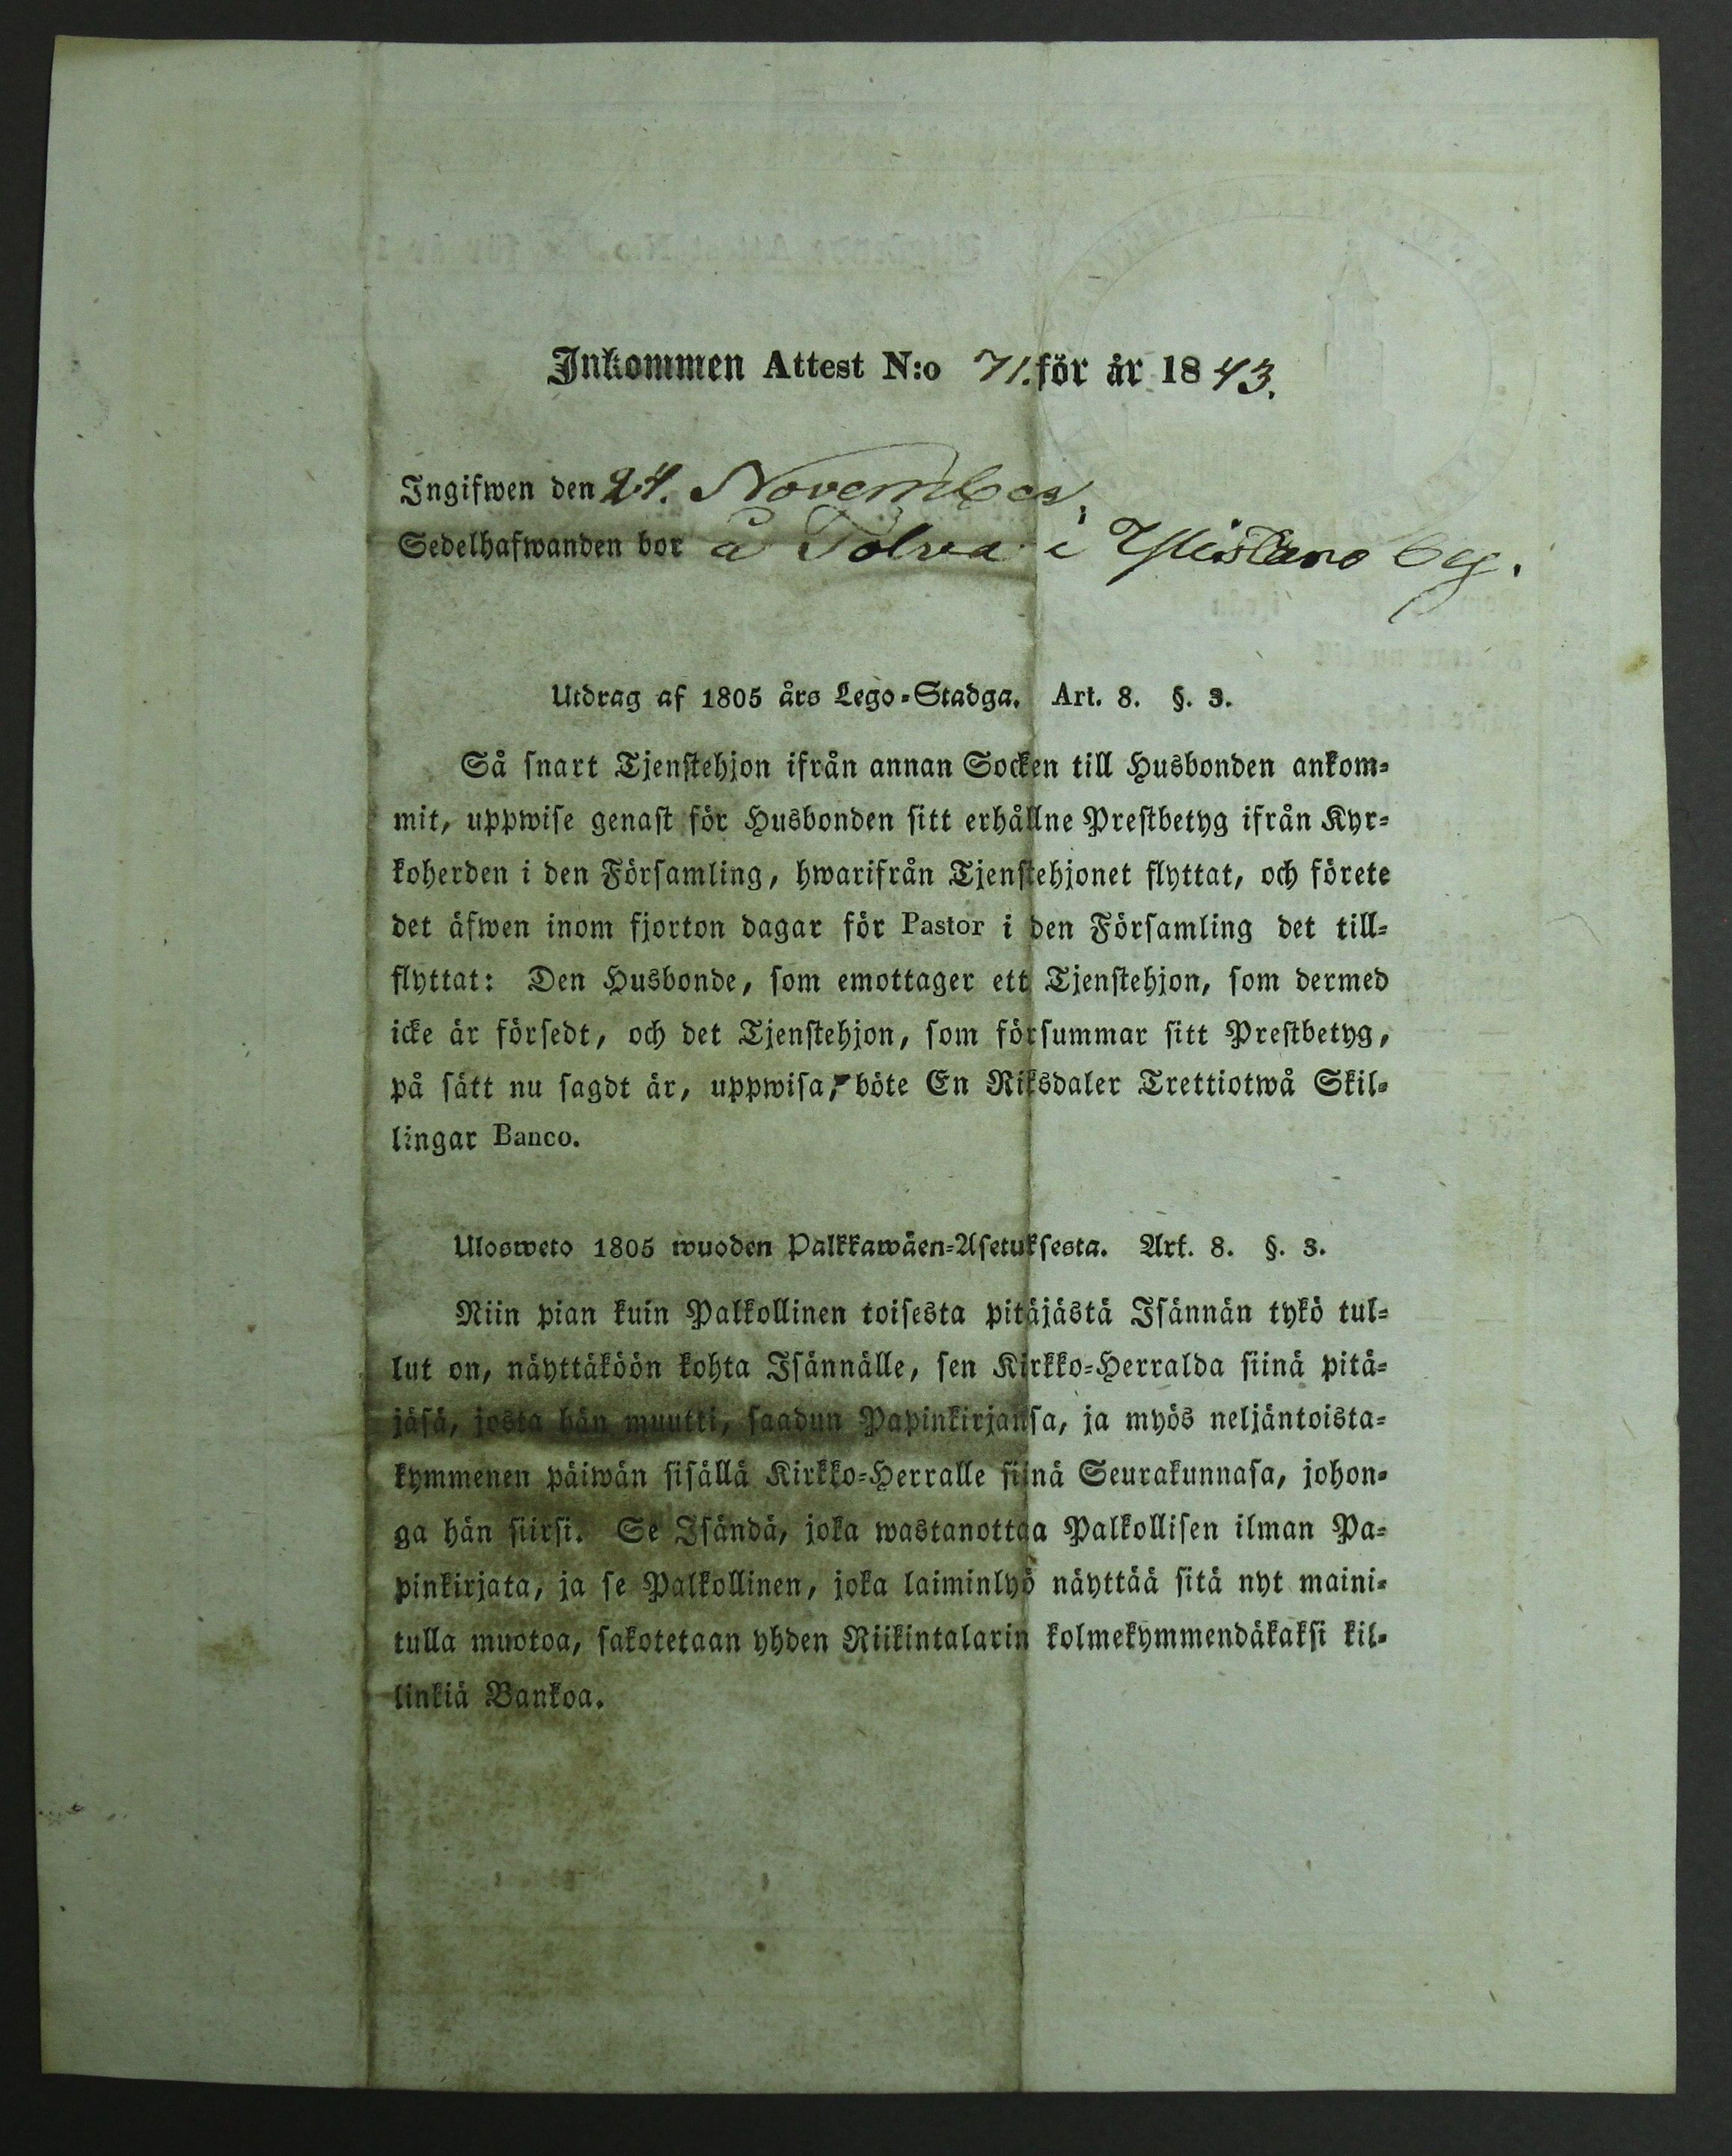 Inkommen Attest N:o 71. för år 1843.
Ingifwen den 24. November.
Sedelhafwanden bor å Tolva i Ylistaro by.
Utdrag af 1805 års Lego-Stadga. Art. 8. §. 3.
Så snart Tjenstehjon ifrån annan Socken till Husbonden ankom-
mit, uppwise genast för Husbonden sitt erhållne Prestbetyg ifrån Kyr-
koherden i den Församling, hwarifrån Tjenstehjonet flyttat, och förete
det äfwen inom fjorton dagar för Pastor i den Församling det till-
flyttat: Den Husbonde, som emottager ett Tjenstehjon, som dermed
icke är försedt, och det Tjenstehjon, som försummar sitt Prestbetyg,
på sätt nu sagdt är, uppwisa, böte En Riksdaler Trettiotwå Skil-
lingar Banco.
Ulosweto 1805 wuoden Palkkawäen-Asetuksesta. Art. 8. §. 3.
Niin pian kuin Palkollinen toisesta pitäjästä Isännän tykö tul-
lut on, näyttäköön kohta Isännälle, sen Kirkko-Herralda siinä pitä-
jäsä, josta hän muutti, saadun Papinkirjansa, ja myös neljäntoista-
kymmenen päiwän sisällä Kirkko-Herralle siinä Seurakunnasa, johon-
ga hän siirsi. Se Isändä, joka wastanottaa Palkollisen ilman Pa-
pinkirjata, ja se Palkollinen, joka laiminlyö näyttää sitä nyt maini-
tulla muotoa, sakotetaan yhden Riikintalarin kolmekymmendäkaksi kil-
linkiä Bankoa.